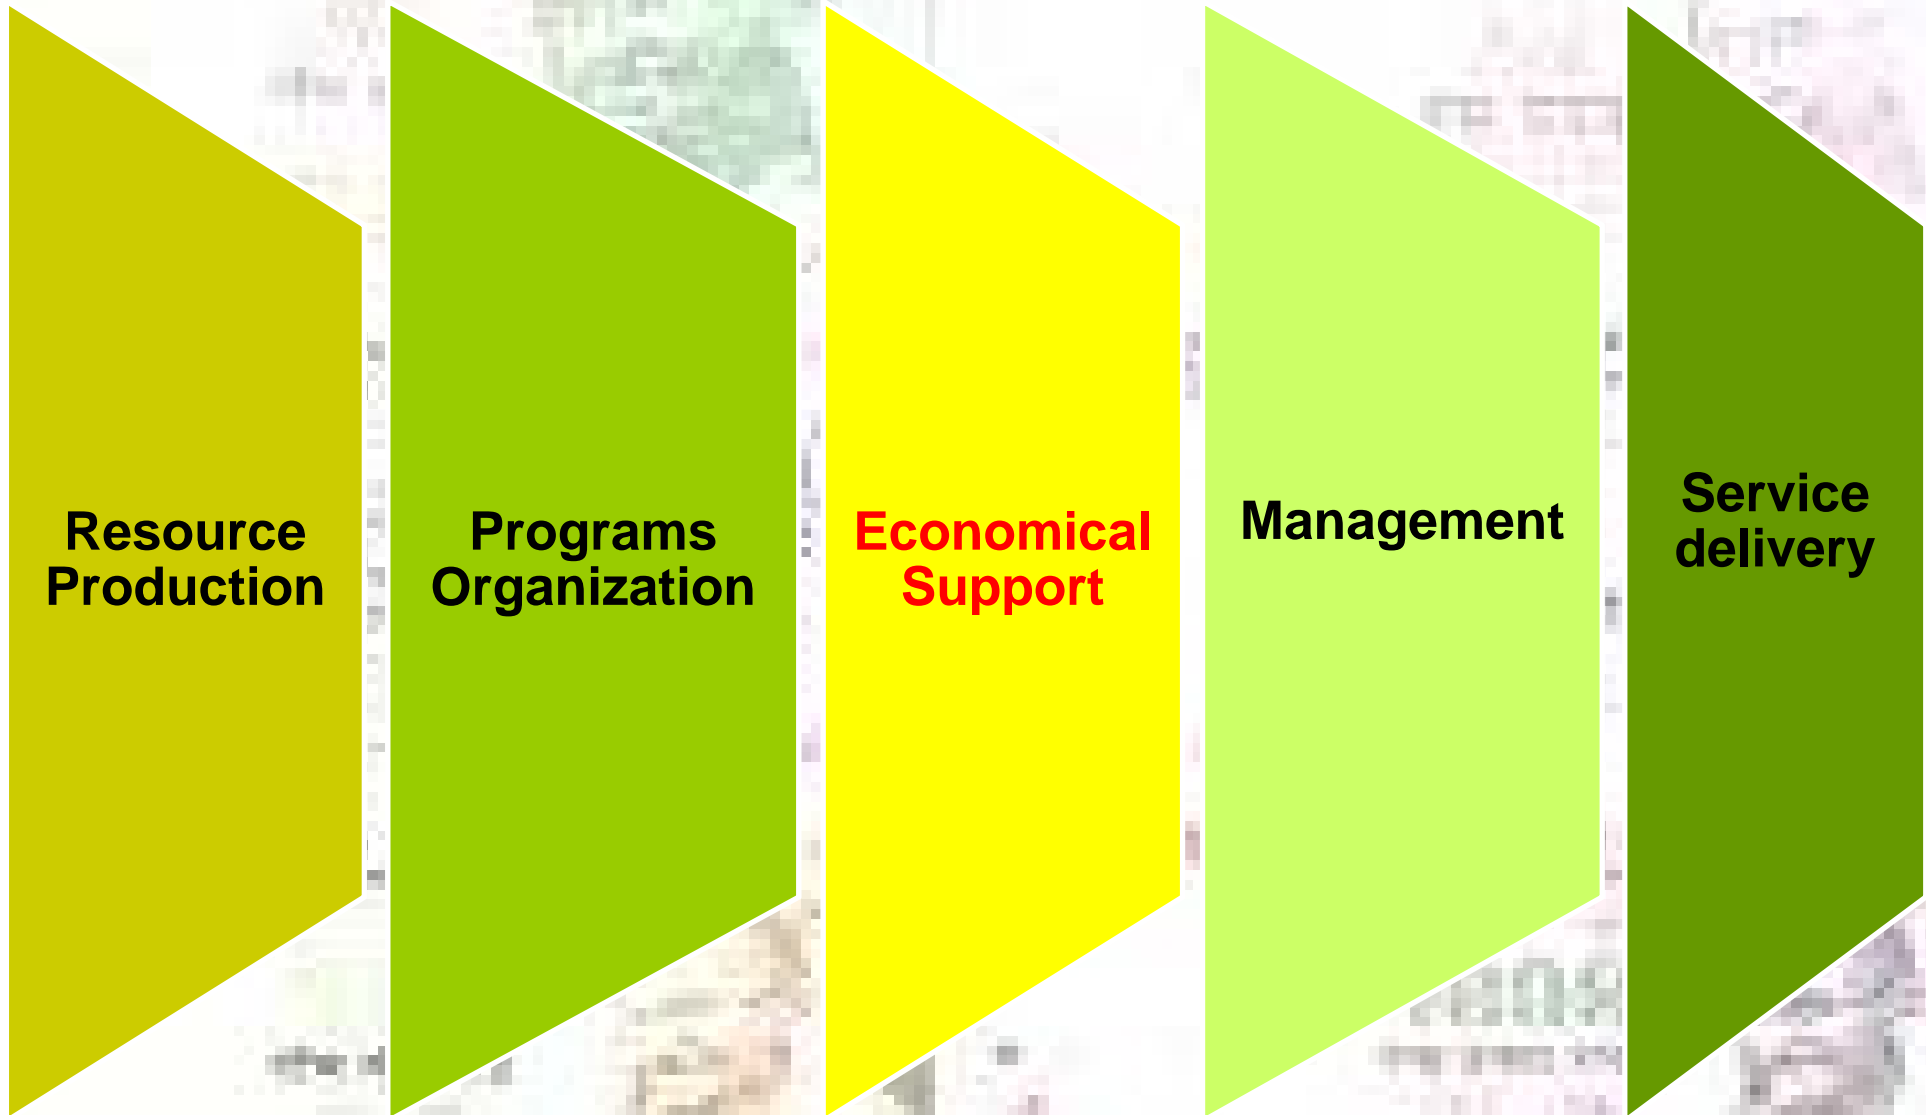 Resource
Production
Programs
Organization
Economical
Support
Management
Service
delivery